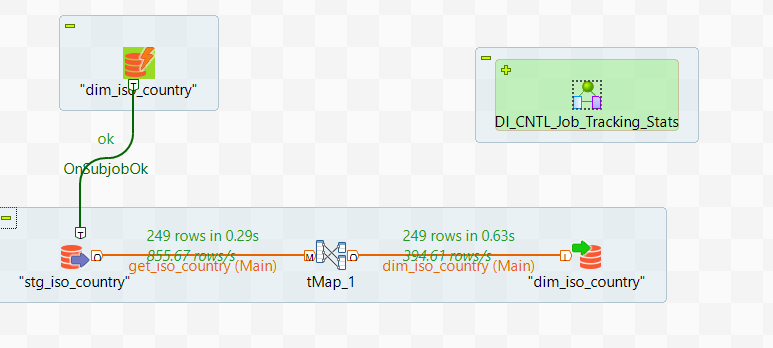 "dim_iso_country"
DI_CNTL_Job_Tracking_Stats
ok
OnSubjobOk
249 rows in 0.29s
855.67 rows/s
get_iso_country (Main)
249 rows in 0.63s
394.61 rows/s
dim_iso_country (Main)
"stg_iso_country"
tMap_1
"dim_iso_country"